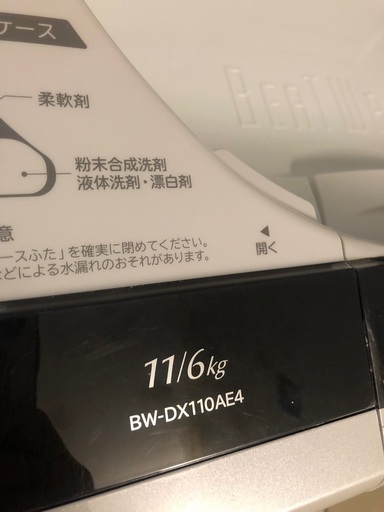 ケース
BEATW
柔軟剤
粉末合成洗剤
液体洗剤・漂白剤
意
ースふた」を確実に閉めてください。
などによる水漏れのおそれがあります。
開く
11/6kg
BW-DX110AE4